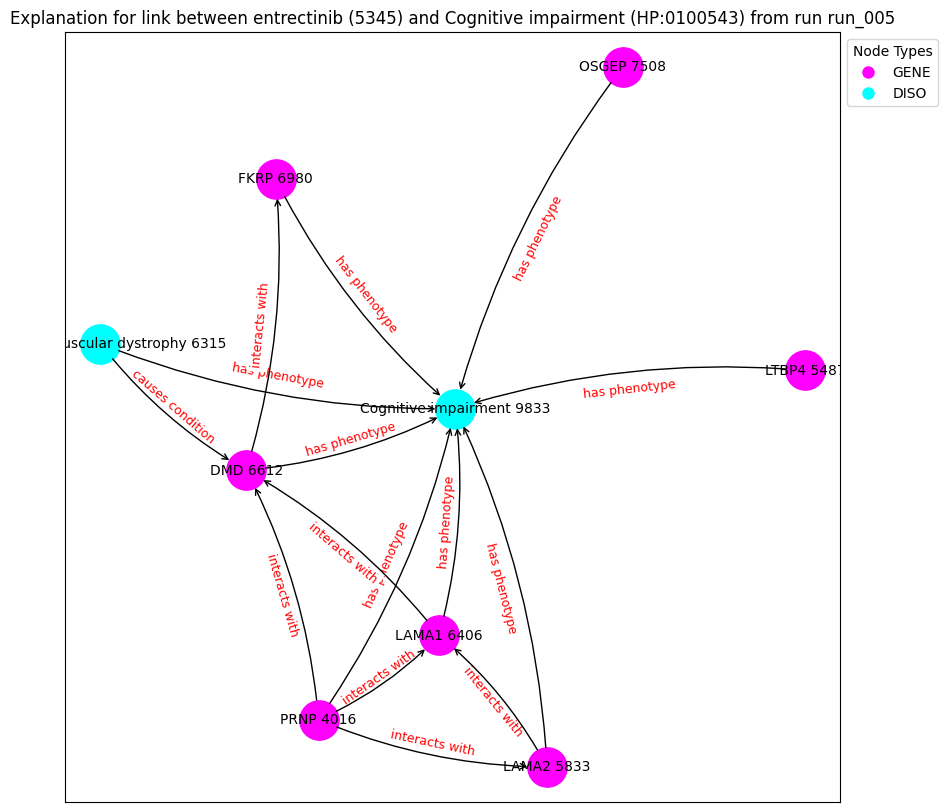 Explanation for link between entrectinib (5345) and Cognitive impairment (HP:0100543) from run run_005
Node Types
GENE
DISO
OSGEP 7508
FKRP 6980
has phenotype
has phenotype
interacts with
uscular dystrophy 6315
has phenotype
LTBP4 548
has phenotype
causes condition
Cognitive impairment 9833
has phenotype
DMD 6612
interacts with
has phenotype
has phenotype
has phenotype
interacts with
LAMA1 6406
interacts with
interacts with
PRNP 4016
interacts with
LAMA2 5833